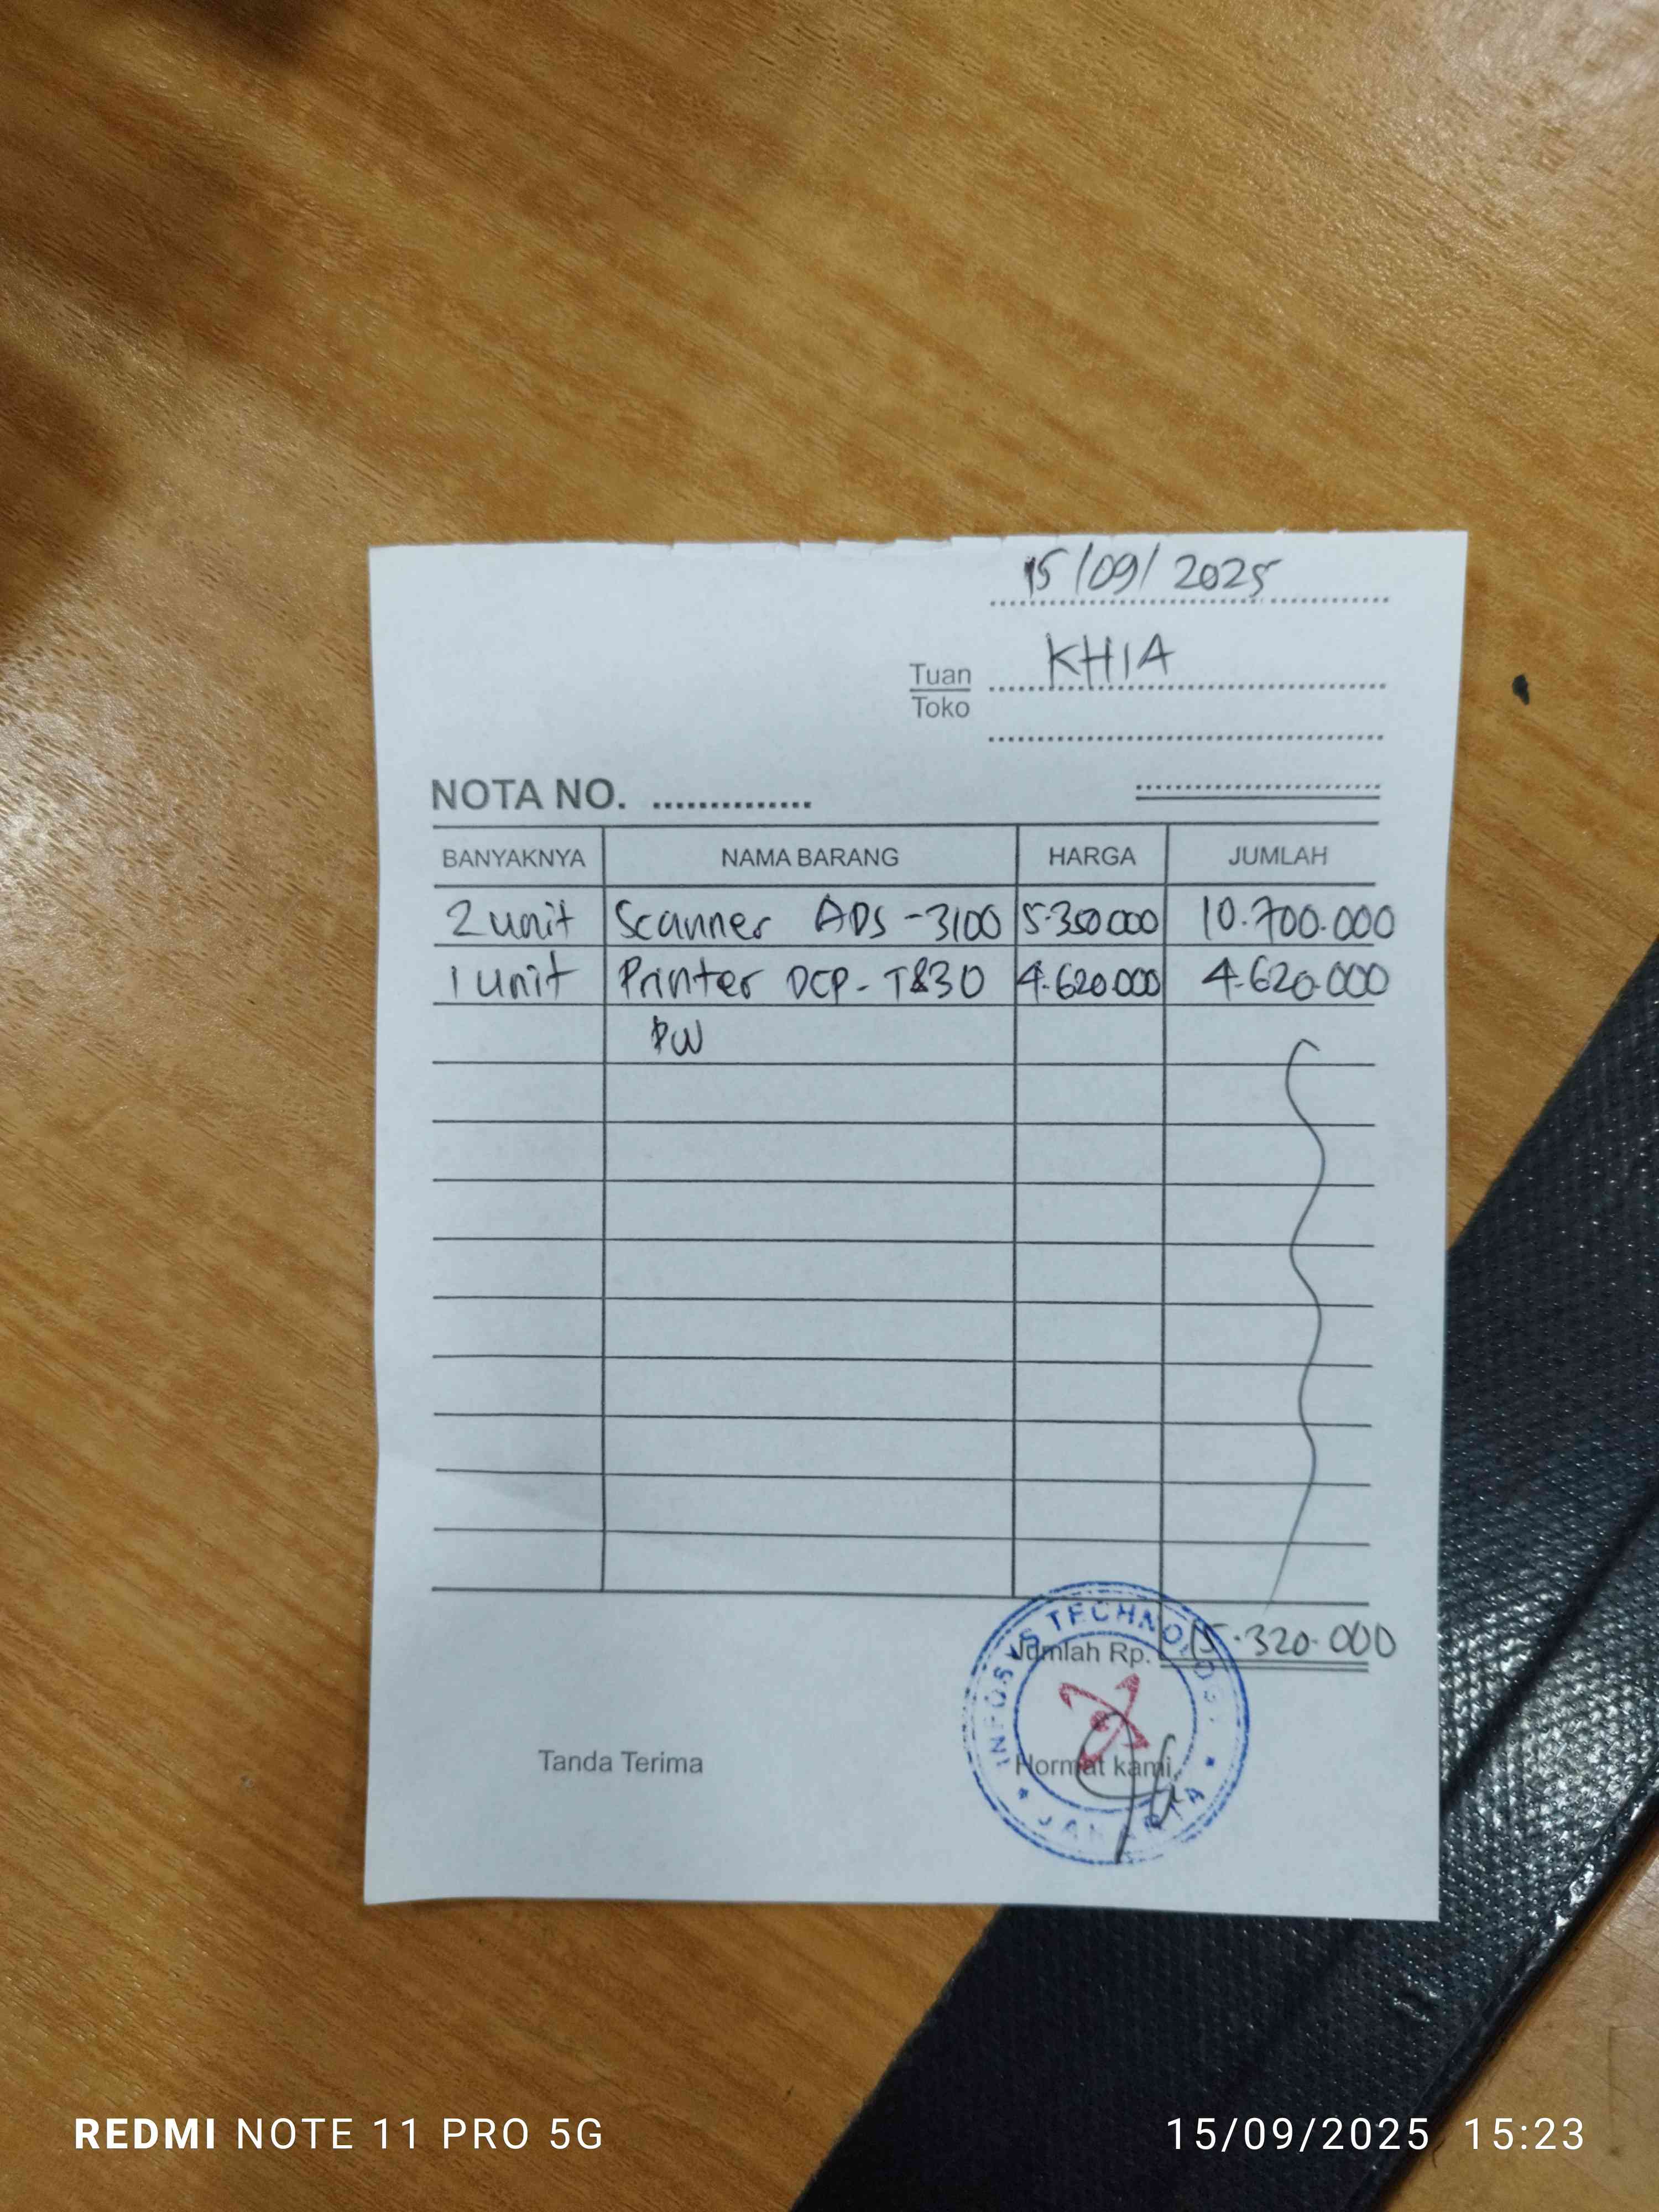 15/09/2025
KHIA
Tuan
Toko
NOTA NO. ..............
BANYAKNYA NAMA BARANG HARGA JUMLAH
2 unit Scanner ADS-3100 5.350.000 10.700.000
1 unit Printer DCP-T830 4.620.000 4.620.000
DW
Jumlah Rp. 15.320.000
Tanda Terima Hormat kami,
INFOSYS TECHNOLOGY
JAKARTA
REDMI NOTE 11 PRO 5G 15/09/2025 15:23